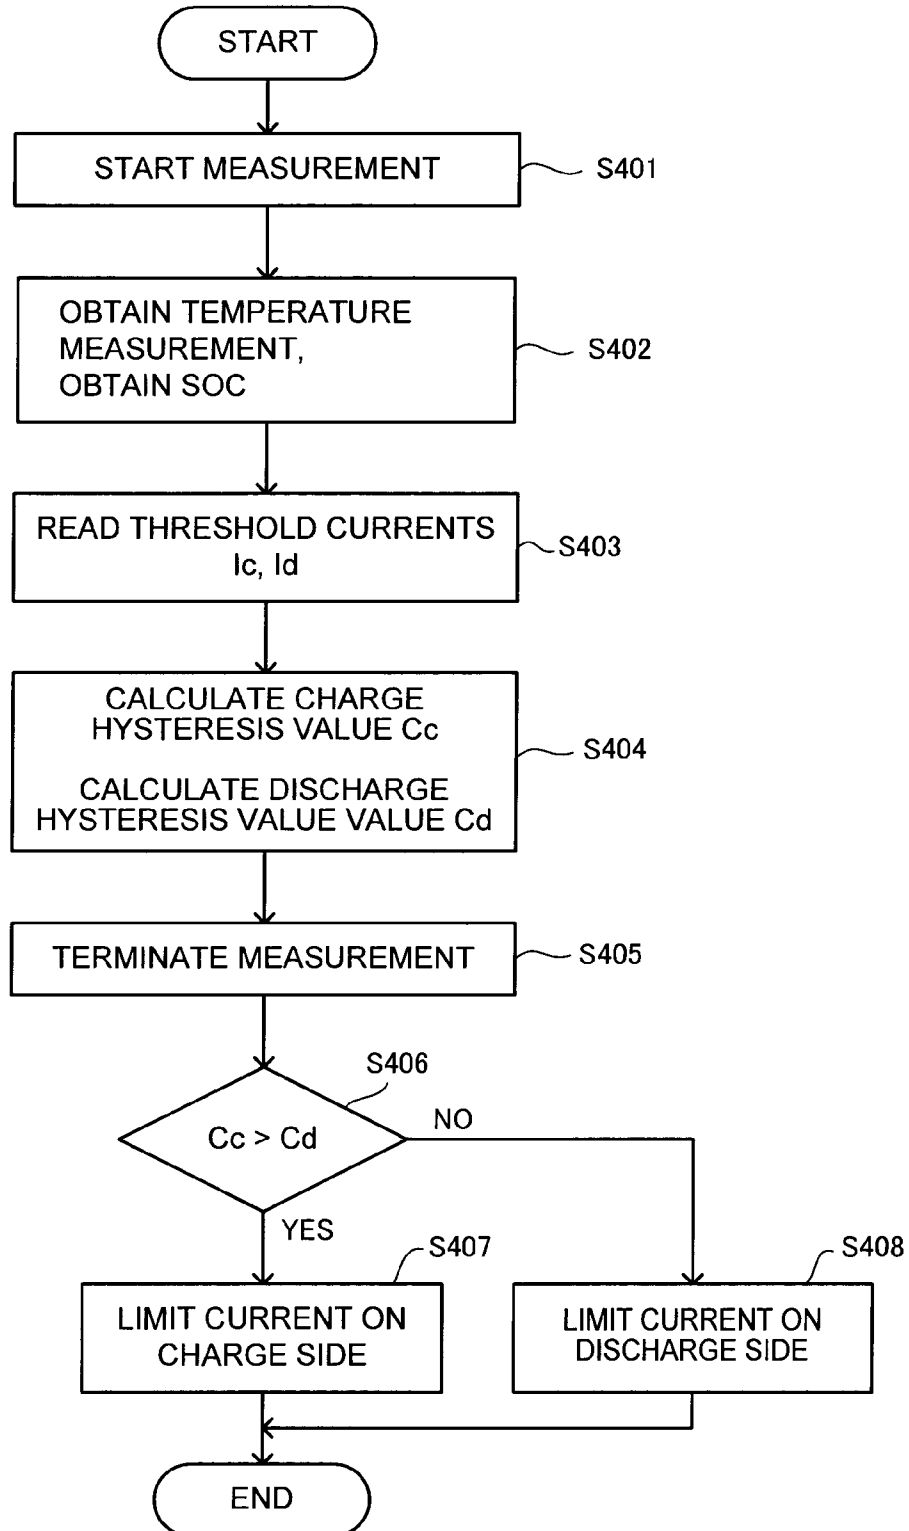 START
START MEASUREMENT
S401
OBTAIN TEMPERATURE
MEASUREMENT,
OBTAIN SOC
S402
READ THRESHOLD CURRENTS
Ic, Id
S403
CALCULATE CHARGE
HYSTERESIS VALUE Cc
CALCULATE DISCHARGE
HYSTERESIS VALUE VALUE Cd
S404
TERMINATE MEASUREMENT
S405
S406
Cc > Cd
NO
YES
S407
LIMIT CURRENT ON
CHARGE SIDE
S408
LIMIT CURRENT ON
DISCHARGE SIDE
END